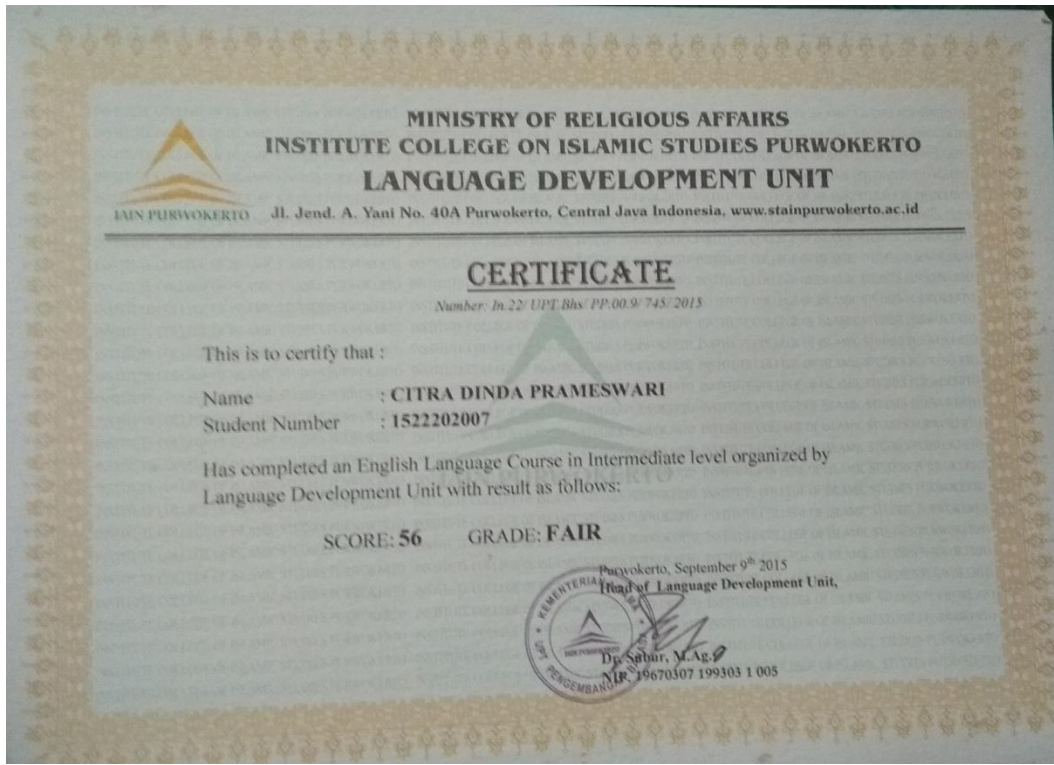 MINISTRY OF RELIGIOUS AFFAIRS
INSTITUTE COLLEGE ON ISLAMIC STUDIES PURWOKERTO
LANGUAGE DEVELOPMENT UNIT
IAIN PURWOKERTO
Jl. Jend. A. Yani No. 40A Purwokerto, Central Java Indonesia, www.stainpurwokerto.ac.id
CERTIFICATE
Number: In.22/ UPT.Bhs/ PP.00.9/ 745/ 2015
This is to certify that :
Name : CITRA DINDA PRAMESWARI
Student Number : 1522202007
Has completed an English Language Course in Intermediate level organized by
Language Development Unit with result as follows:
SCORE: 56 GRADE: FAIR
Purwokerto, September 9th 2015
Head of Language Development Unit,
Dr. Subur, M.Ag.
NIP. 19670307 199303 1 005